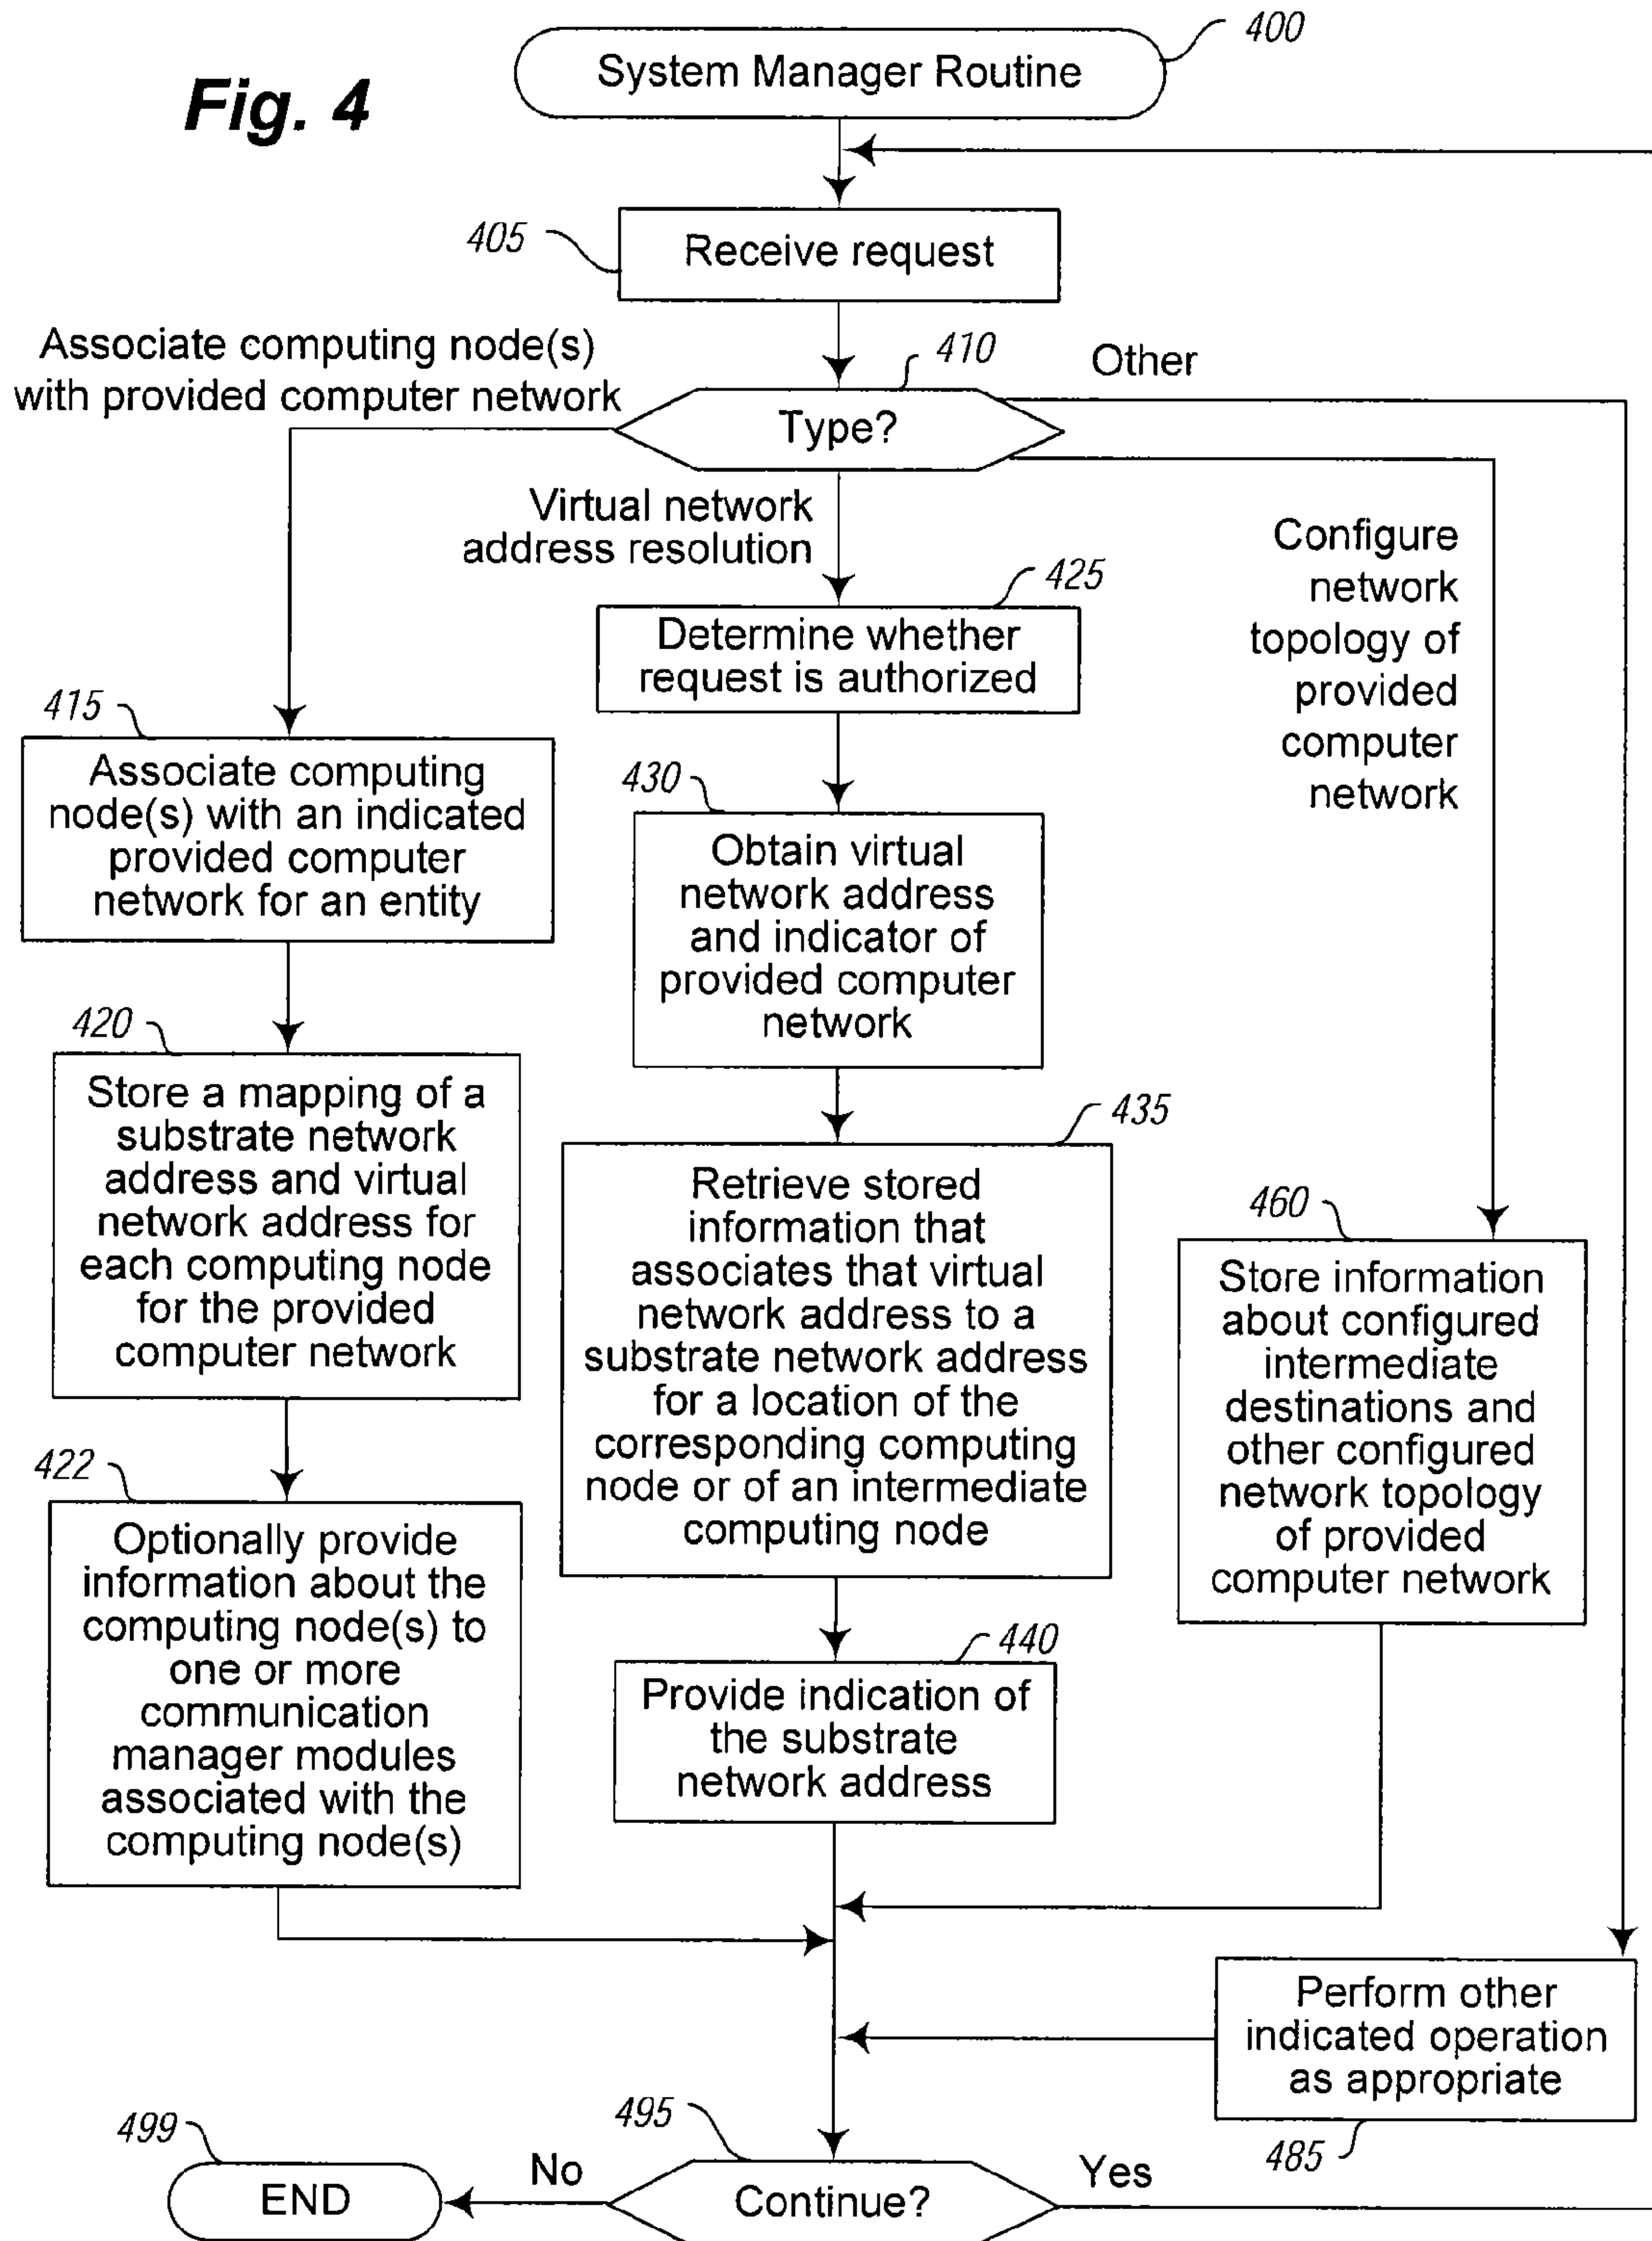 Fig. 4
System Manager Routine
400
405
Receive request
Associate computing node(s)
with provided computer network
410
Other
Type?
Virtual network
address resolution
Configure
network
topology of
provided
computer
network
425
Determine whether
request is authorized
415
Associate computing
node(s) with an indicated
provided computer
network for an entity
430
Obtain virtual
network address
and indicator of
provided computer
network
420
Store a mapping of a
substrate network
address and virtual
network address for
each computing node
for the provided
computer network
435
Retrieve stored
information that
associates that virtual
network address to a
substrate network address
for a location of the
corresponding computing
node or of an intermediate
computing node
460
Store information
about configured
intermediate
destinations and
other configured
network topology
of provided
computer network
422
Optionally provide
information about the
computing node(s) to
one or more
communication
manager modules
associated with the
computing node(s)
440
Provide indication of
the substrate
network address
Perform other
indicated operation
as appropriate
485
495
Continue?
Yes
No
499
END